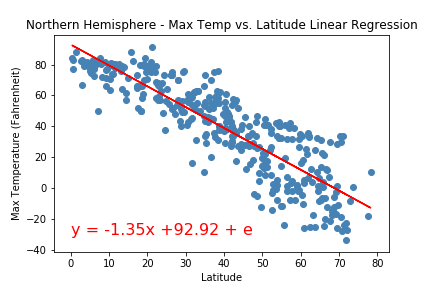 Northern Hemisphere - Max Temp vs. Latitude Linear Regression
Max Temperature (Fahrenheit)
80
60
40
20
0
−20
−40
y = -1.35x +92.92 + e
0 10 20 30 40 50 60 70 80
Latitude